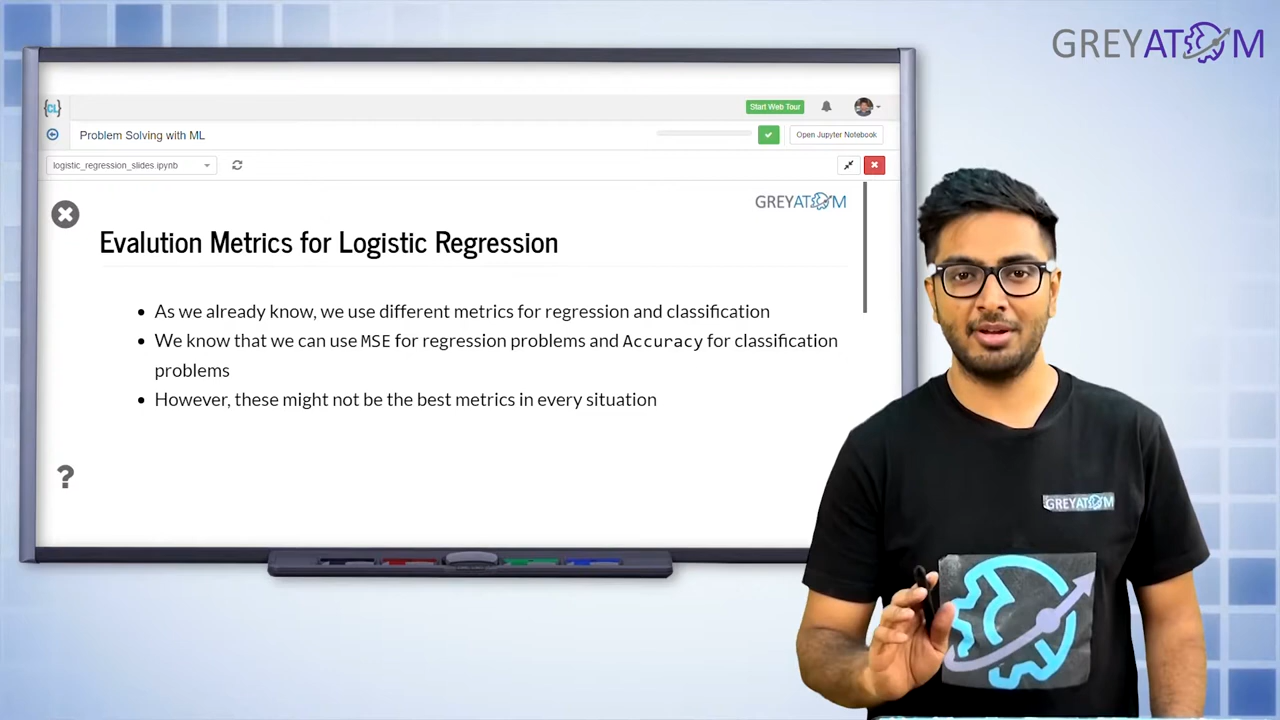 GREYATOM
{CL}
Start Web Tour
Problem Solving with ML
Open Jupyter Notebook
logistic_regression_slides.ipynb
GREYATOM
Evalution Metrics for Logistic Regression
• As we already know, we use different metrics for regression and classification
• We know that we can use MSE for regression problems and Accuracy for classification
problems
• However, these might not be the best metrics in every situation
?
GREYATOM